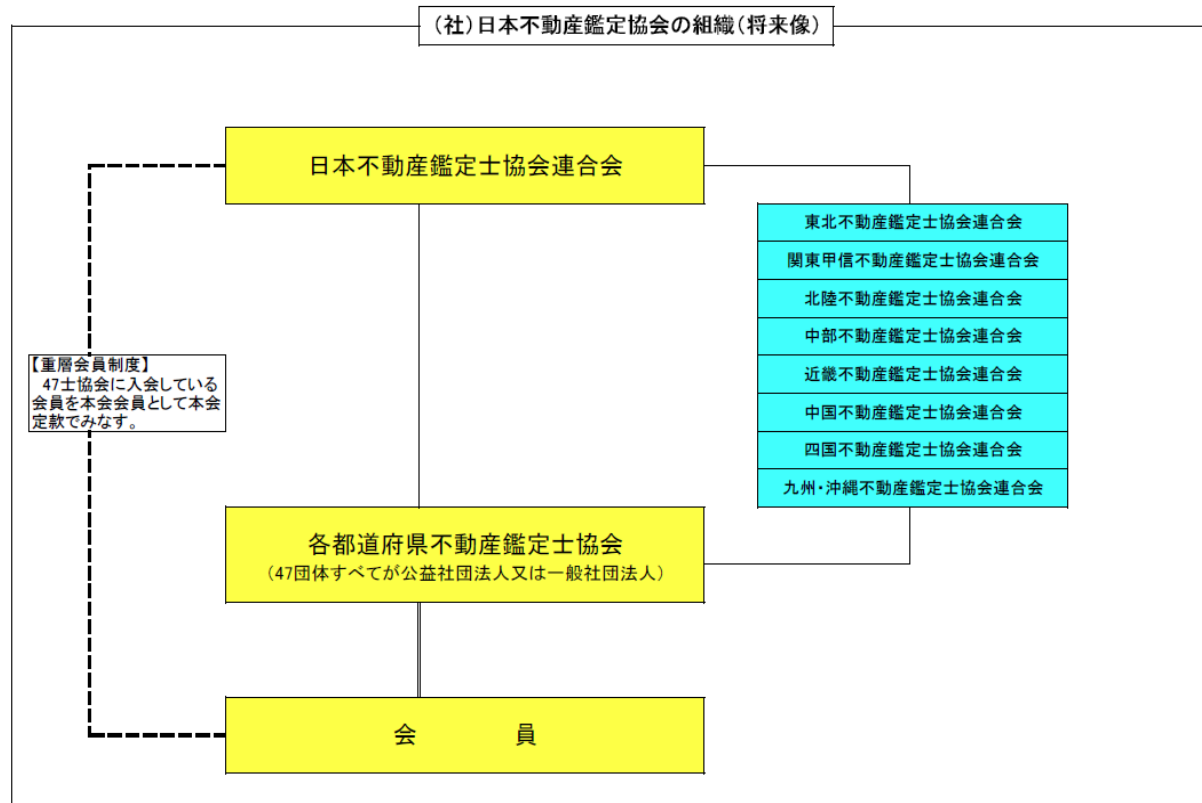 (社)日本不動産鑑定協会の組織(将来像)
日本不動産鑑定士協会連合会
東北不動産鑑定士協会連合会
関東甲信不動産鑑定士協会連合会
北陸不動産鑑定士協会連合会
中部不動産鑑定士協会連合会
近畿不動産鑑定士協会連合会
中国不動産鑑定士協会連合会
四国不動産鑑定士協会連合会
九州・沖縄不動産鑑定士協会連合会
【重層会員制度】
47士協会に入会している
会員を本会会員として本会
定款でみなす。
各都道府県不動産鑑定士協会
(47団体すべてが公益社団法人又は一般社団法人)
会　　　員